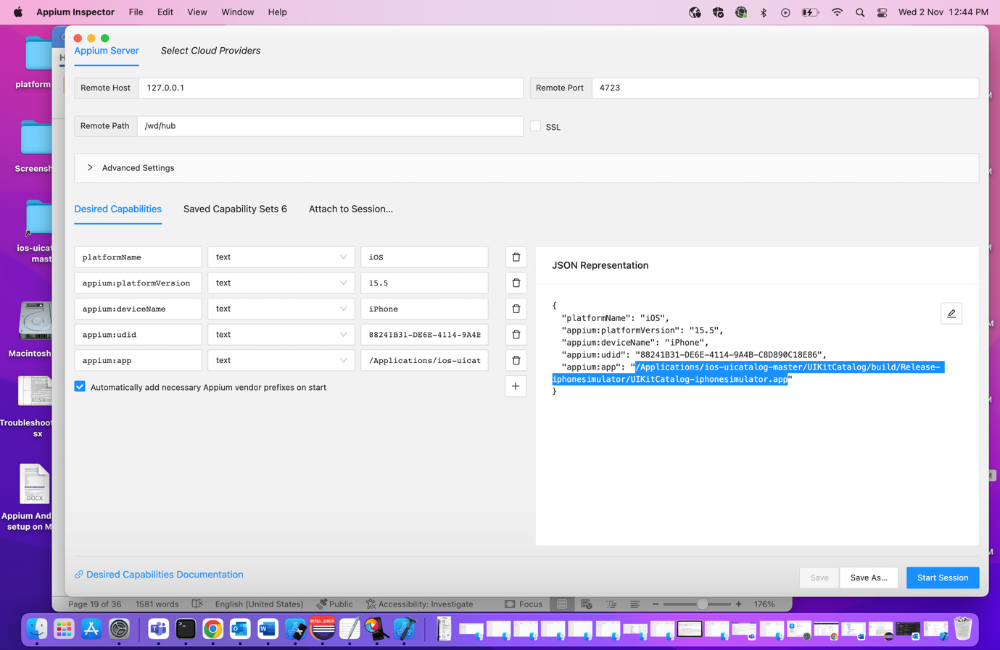 Appium Inspector File Edit View Window Help Wed 2 Nov 12:44 PM
Appium Server Select Cloud Providers
Remote Host 127.0.0.1 Remote Port 4723
Remote Path /wd/hub SSL
Advanced Settings
Desired Capabilities Saved Capability Sets 6 Attach to Session...
platformName text iOS
appium:platformVersion text 15.5
appium:deviceName text iPhone
appium:udid text 88241B31-DE6E-4114-9A4B
appium:app text /Applications/ios-uicat
Automatically add necessary Appium vendor prefixes on start
JSON Representation
{
"platformName": "iOS",
"appium:platformVersion": "15.5",
"appium:deviceName": "iPhone",
"appium:udid": "88241B31-DE6E-4114-9A4B-C8D890C18E86",
"appium:app": "/Applications/ios-uicatalog-master/UIKitCatalog/build/Release-
iphonesimulator/UIKitCatalog-iphonesimulator.app"
}
Desired Capabilities Documentation
Save Save As... Start Session
platform-
Screensh
ios-uicat
mast
Macintosh
XLSX
Troubleshoot
sx
DOCX
Appium And
setup on M
Page 19 of 36 1581 words English (United States) Public Accessibility: Investigate Focus 176%
eclip...pace